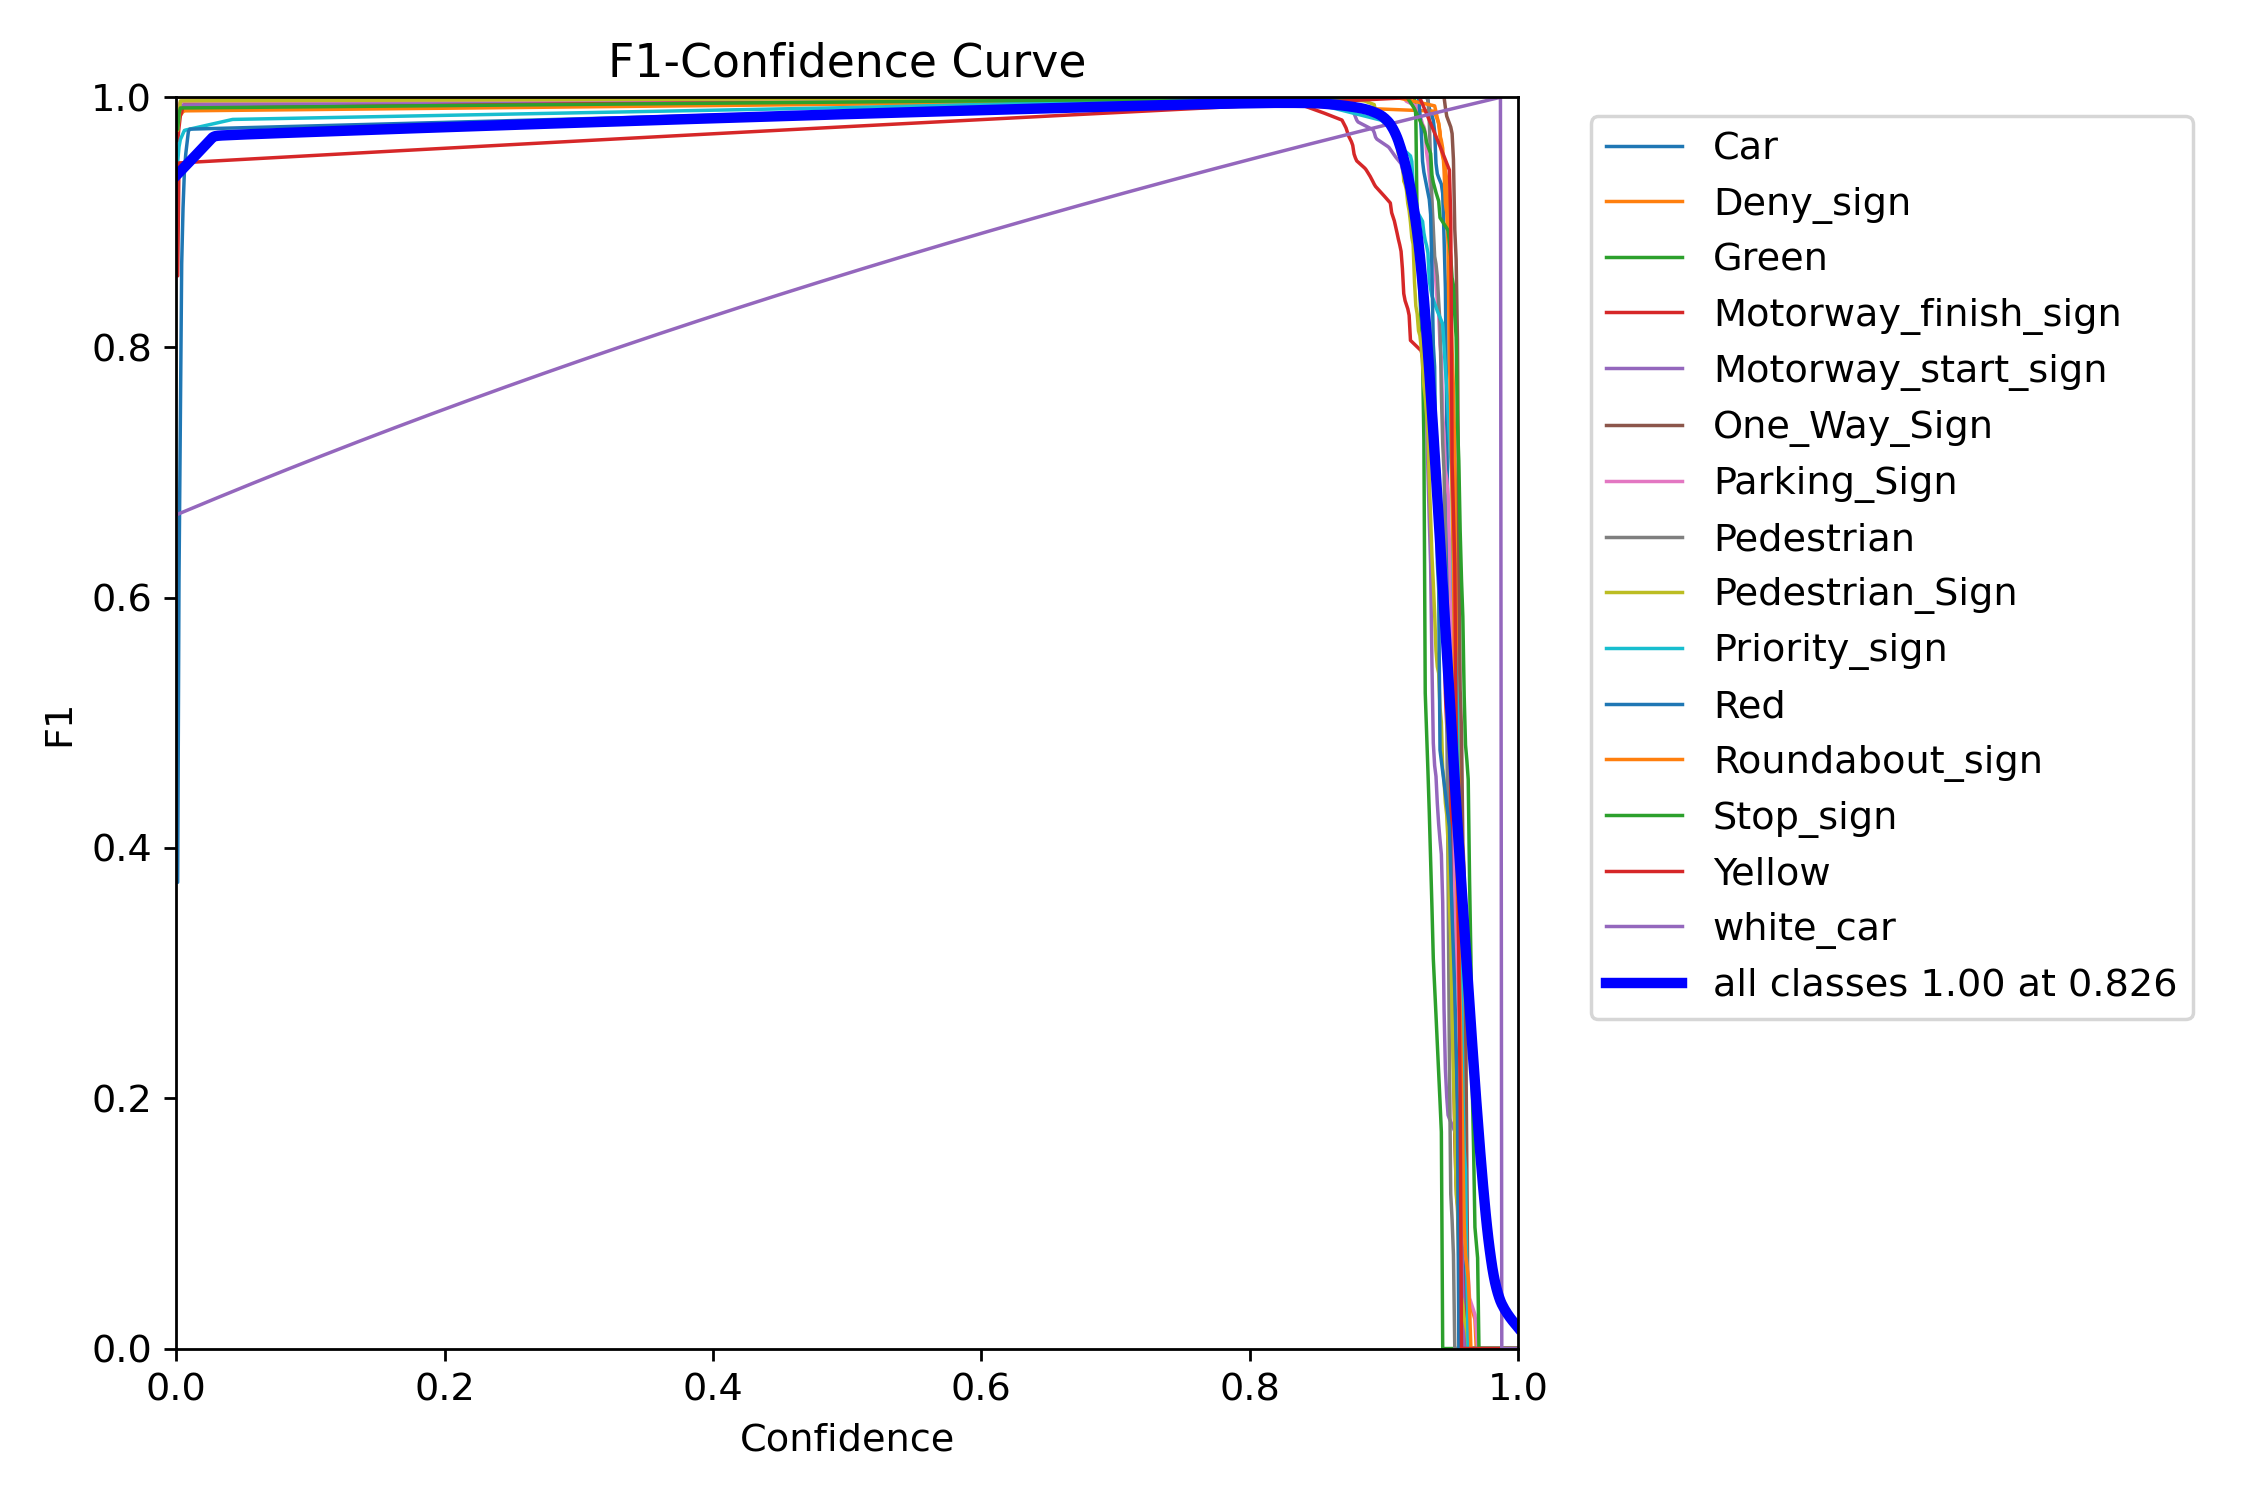 F1-Confidence Curve
1.0
0.8
0.6
0.4
0.2
0.0
F1
0.0 0.2 0.4 0.6 0.8 1.0
Confidence
Car
Deny_sign
Green
Motorway_finish_sign
Motorway_start_sign
One_Way_Sign
Parking_Sign
Pedestrian
Pedestrian_Sign
Priority_sign
Red
Roundabout_sign
Stop_sign
Yellow
white_car
all classes 1.00 at 0.826